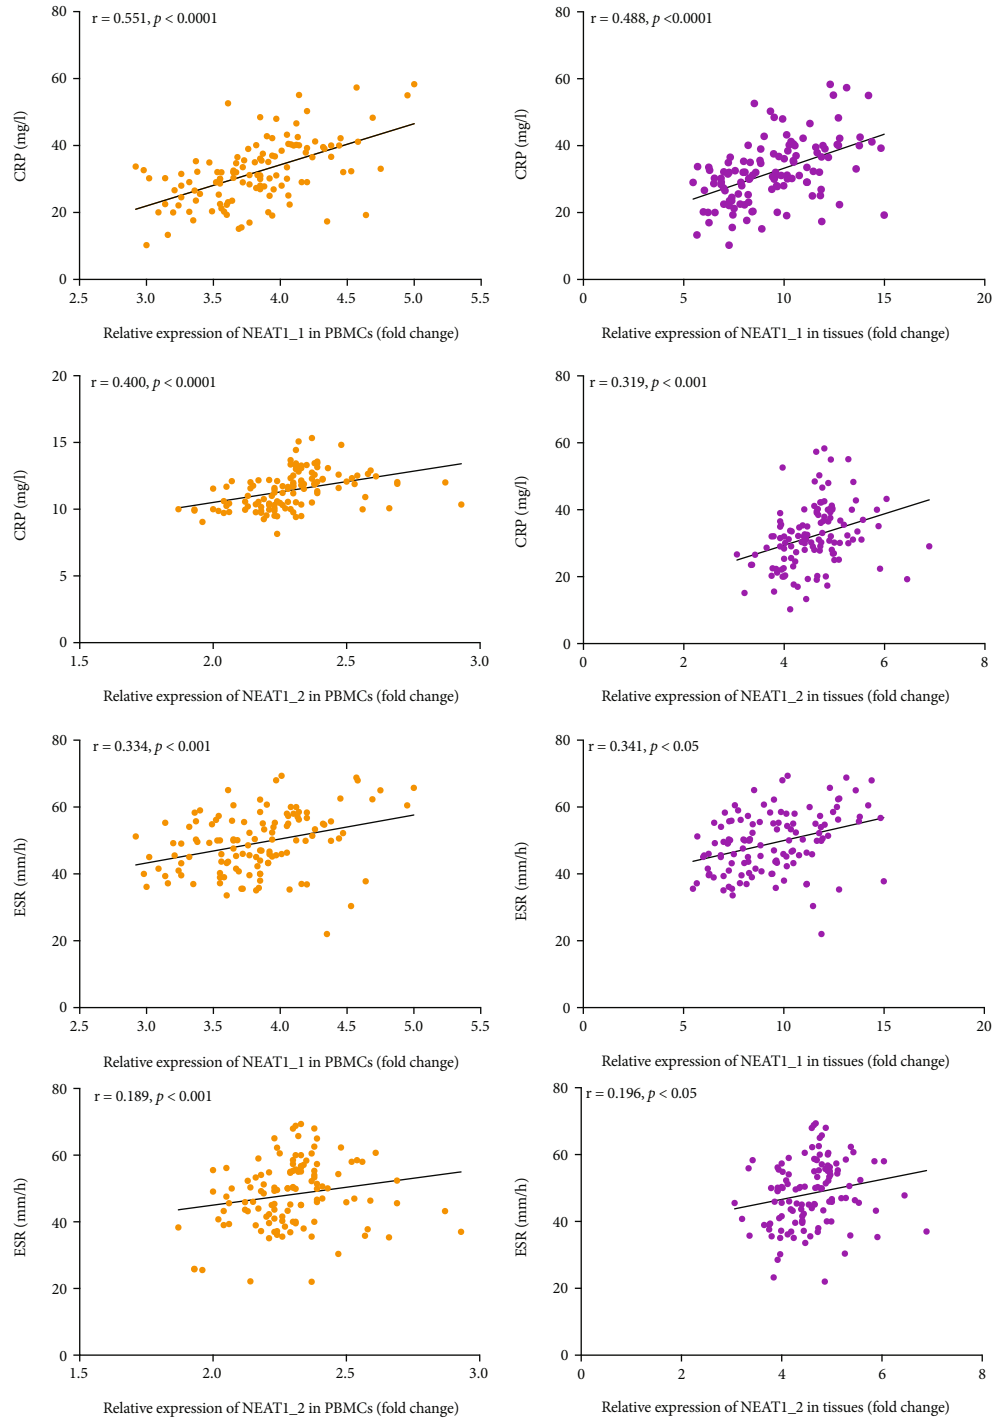 r = 0.551, p < 0.0001
80
60
40
20
0
CRP (mg/l)
2.5 3.0 3.5 4.0 4.5 5.0 5.5
Relative expression of NEAT1_1 in PBMCs (fold change)
r = 0.488, p <0.0001
80
60
40
20
0
CRP (mg/l)
5 10 15 20
Relative expression of NEAT1_1 in tissues (fold change)
r = 0.400, p < 0.0001
20
15
10
5
0
CRP (mg/l)
1.5 2.0 2.5 3.0
Relative expression of NEAT1_2 in PBMCs (fold change)
r = 0.319, p < 0.001
80
60
40
20
0
CRP (mg/l)
0 2 4 6 8
Relative expression of NEAT1_2 in tissues (fold change)
r = 0.334, p < 0.001
80
60
40
20
0
ESR (mm/h)
2.5 3.0 3.5 4.0 4.5 5.0 5.5
Relative expression of NEAT1_1 in PBMCs (fold change)
r = 0.341, p < 0.05
80
60
40
20
0
ESR (mm/h)
0 5 10 15 20
Relative expression of NEAT1_1 in tissues (fold change)
r = 0.189, p < 0.001
80
60
40
20
0
ESR (mm/h)
1.5 2.0 2.5 3.0
Relative expression of NEAT1_2 in PBMCs (fold change)
r = 0.196, p < 0.05
80
60
40
20
0
ESR (mm/h)
0 2 4 6 8
Relative expression of NEAT1_2 in tissues (fold change)